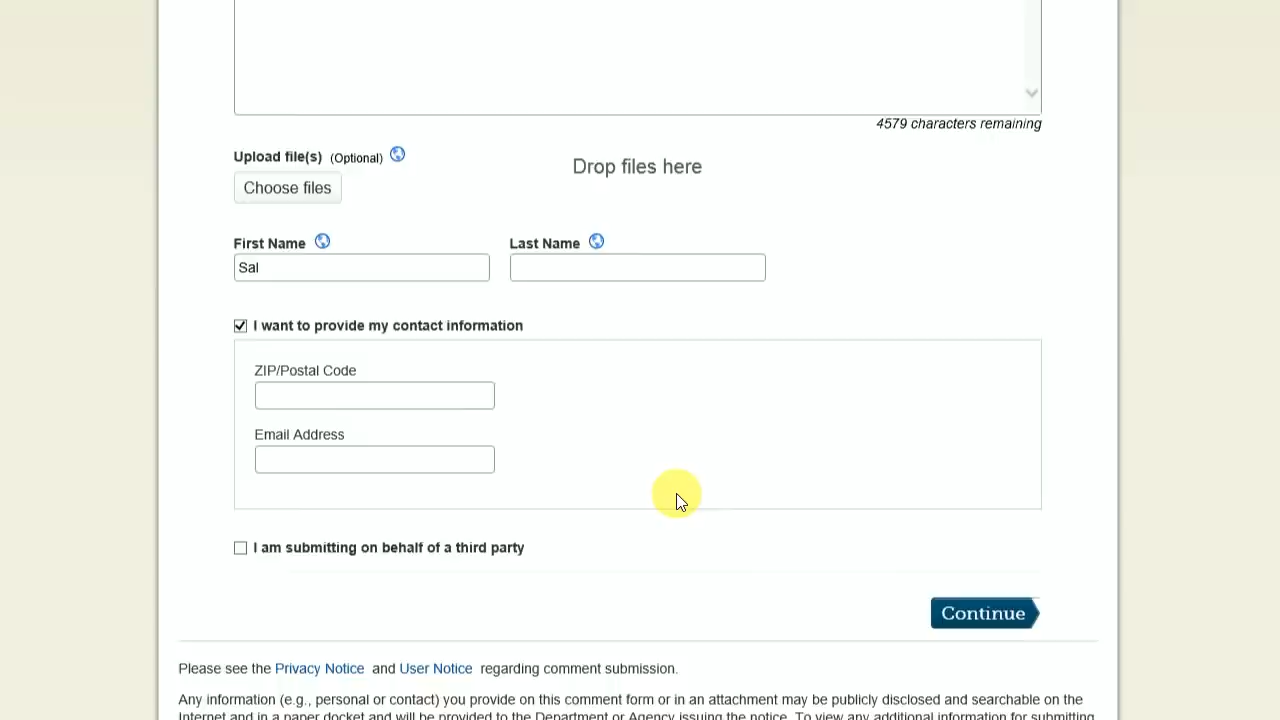 4579 characters remaining
Upload file(s) (Optional)
Drop files here
Choose files
First Name
Last Name
Sal
I want to provide my contact information
ZIP/Postal Code
Email Address
I am submitting on behalf of a third party
Continue
Please see the Privacy Notice and User Notice regarding comment submission.
Any information (e.g., personal or contact) you provide on this comment form or in an attachment may be publicly disclosed and searchable on the
Internet and in a paper docket and will be provided to the Department or Agency issuing the notice. To view any additional information for submitting